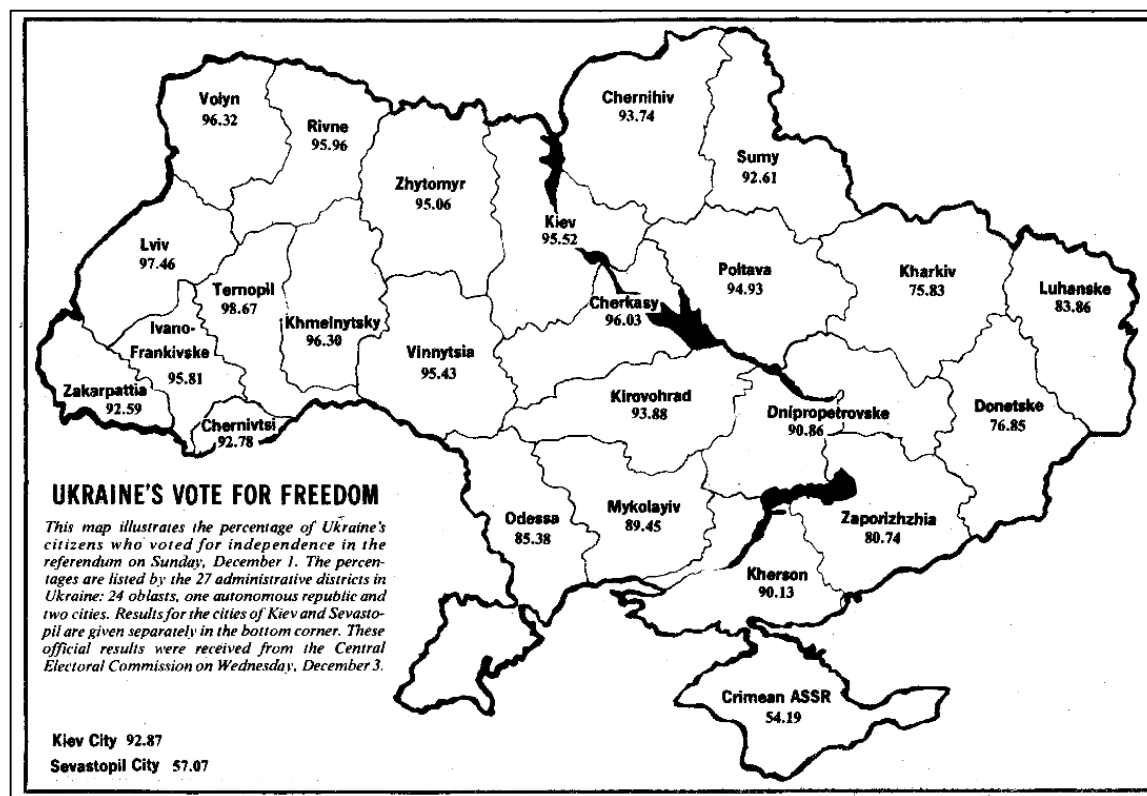 Volyn
96.32
Rivne
95.96
Zhytomyr
95.06
Chernihiv
93.74
Sumy
92.61
Kiev
95.52
Lviv
97.46
Ternopil
98.67
Khmelnytsky
96.30
Ivano-
Frankivske
95.81
Zakarpattia
92.59
Chernivtsi
92.78
Vinnytsia
95.43
Cherkasy
96.03
Poltava
94.93
Kharkiv
75.83
Luhanske
83.86
Kirovohrad
93.88
Dnipropetrovske
90.86
Donetske
76.85
Odessa
85.38
Mykolayiv
89.45
Zaporizhzhia
80.74
Kherson
90.13
Crimean ASSR
54.19
UKRAINE'S VOTE FOR FREEDOM
This map illustrates the percentage of Ukraine's
citizens who voted for independence in the
referendum on Sunday, December 1. The percen-
tages are listed by the 27 administrative districts in
Ukraine: 24 oblasts, one autonomous republic and
two cities. Results for the cities of Kiev and Sevasto-
pil are given separately in the bottom corner. These
official results were received from the Central
Electoral Commission on Wednesday, December 3.
Kiev City 92.87
Sevastopil City 57.07